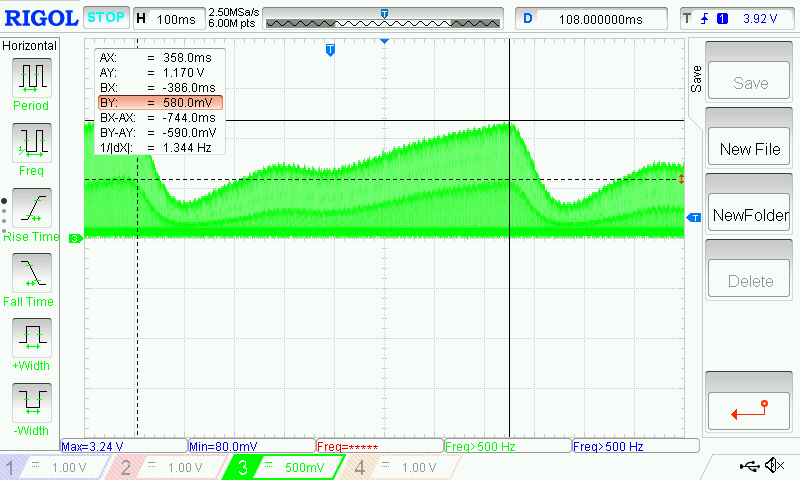 RIGOL STOP H 100ms 2.50MSa/s 6.00M pts T D 108.000000ms T 1 3.92 V
Horizontal
Period
Freq
Rise Time
Fall Time
+Width
-Width
T
AX: = 358.0ms
AY: = 1.170 V
BX: = -386.0ms
BY: = 580.0mV
BX-AX: = -744.0ms
BY-AY: = -590.0mV
1/|dX|: = 1.344 Hz
3
T
Save
Save
New File
NewFolder
Delete
Max=3.24 V Min=80.0mV Freq=***** Freq>500 Hz Freq>500 Hz
1 1.00 V 2 1.00 V 3 500mV 4 1.00 V